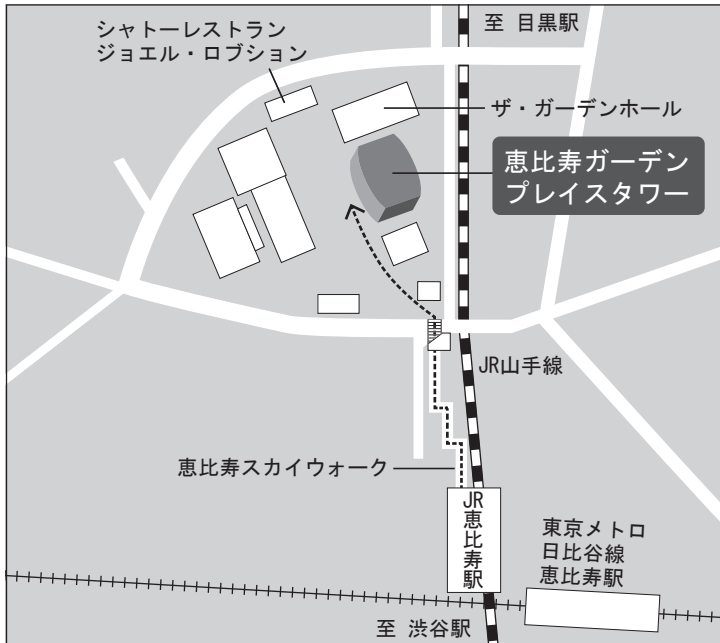 シャトーレストラン
ジョエル・ロブション
至 目黒駅
ザ・ガーデンホール
恵比寿ガーデン
プレイスタワー
JR山手線
恵比寿スカイウォーク
JR恵比寿駅
東京メトロ
日比谷線
恵比寿駅
至 渋谷駅